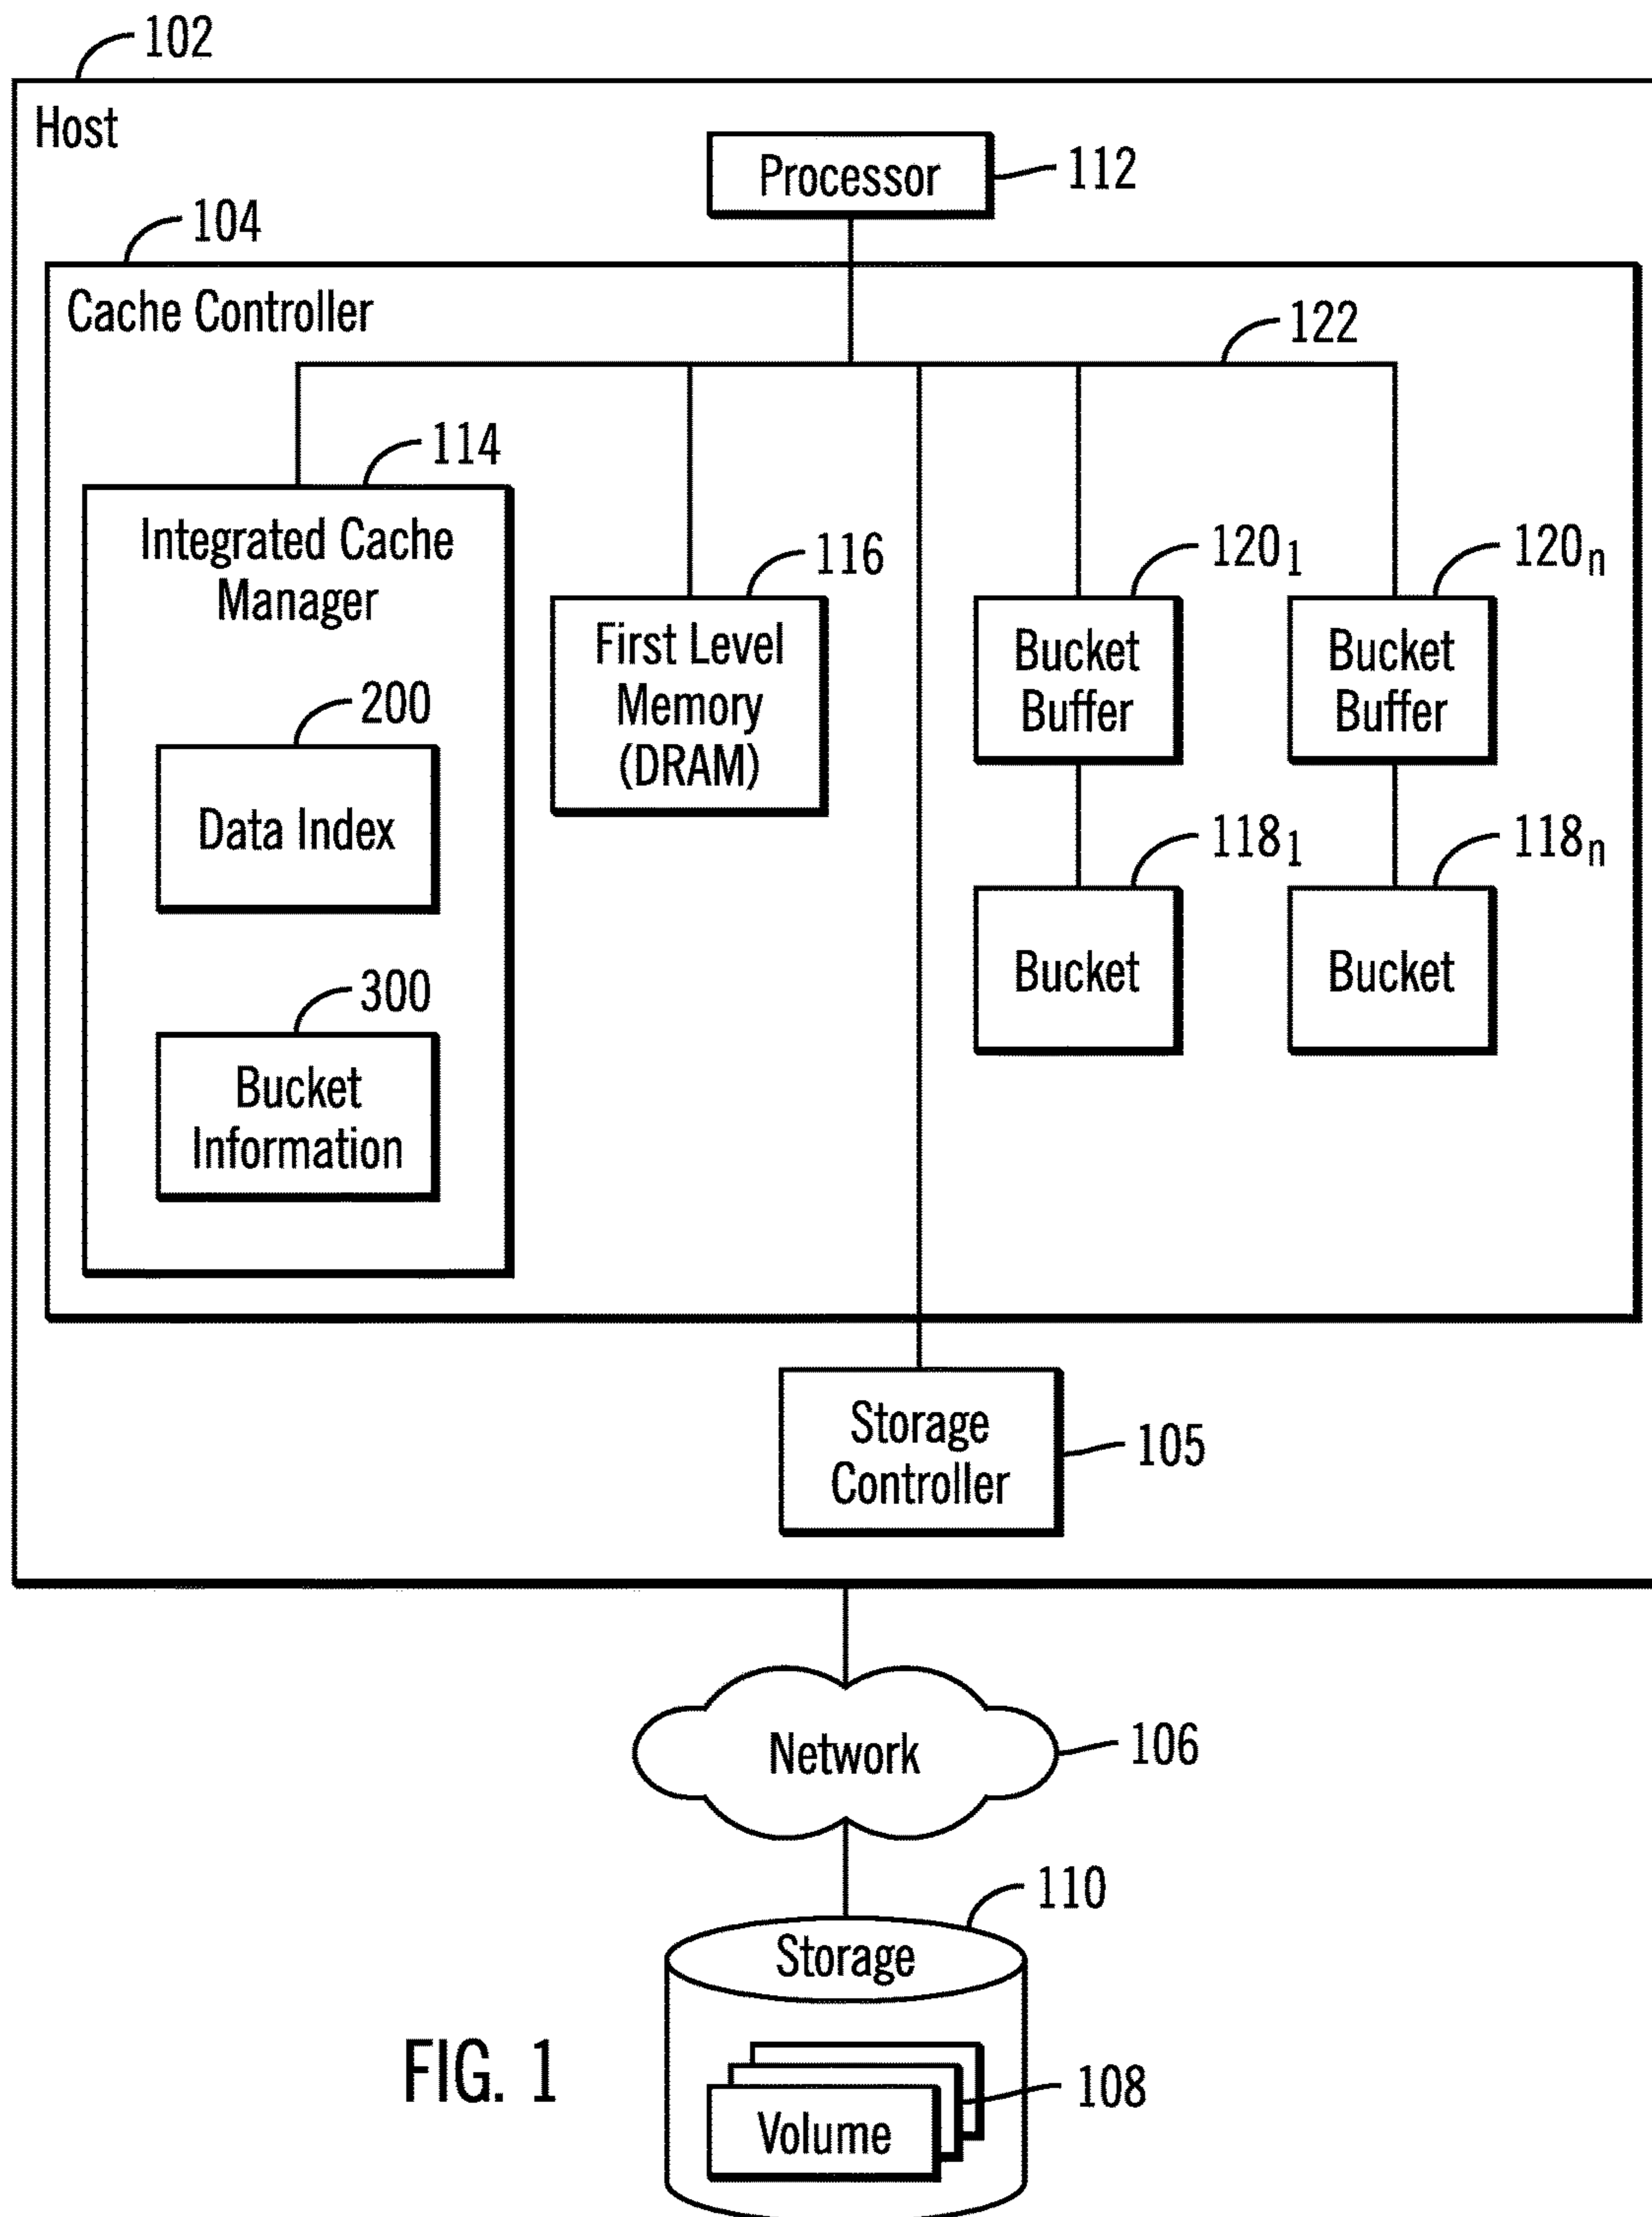 102
Host
Processor
112
104
Cache Controller
122
114
Integrated Cache
Manager
116
120₁
120ₙ
First Level
Memory
(DRAM)
Bucket
Buffer
Bucket
Buffer
200
Data Index
118₁
118ₙ
Bucket
Bucket
300
Bucket
Information
Storage
Controller
105
Network
106
110
Storage
FIG. 1
108
Volume